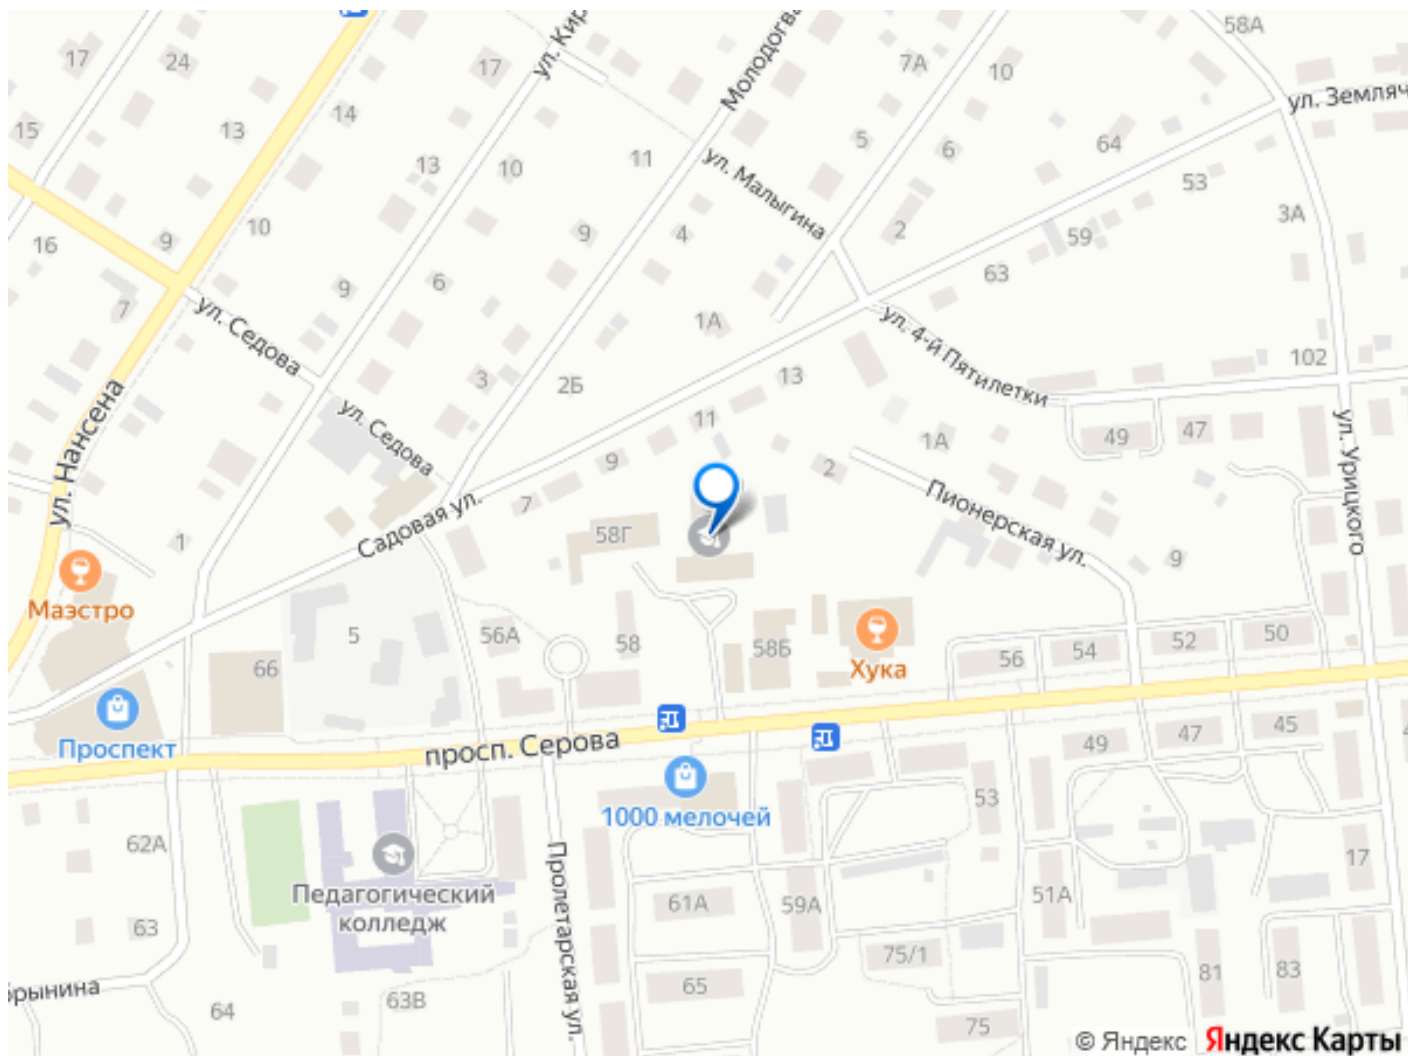 58А
17
24
ул. Кир
17
Молодогва
7А
10
ул. Земляч
15
13
14
13
10
11
5
6
64
53
ул. Малыгина
3А
16
9
10
9
4
2
59
7
9
6
63
ул. Седова
1А
ул. 4-й Пятилетки
102
ул. Нансена
3
2Б
13
ул. Седова
11
1А
49
47
ул. Урицкого
9
2
7
Пионерская ул.
Садовая ул.
58Г
1
9
Маэстро
5
56А
58
58Б
Хука
56
54
52
50
66
Проспект
просп. Серова
49
47
45
4
1000 мелочей
53
62А
Педагогический
колледж
Пролетарская ул.
61А
59А
51А
17
63
75/1
81
83
брынина
64
63В
65
75
© Яндекс Яндекс Карты